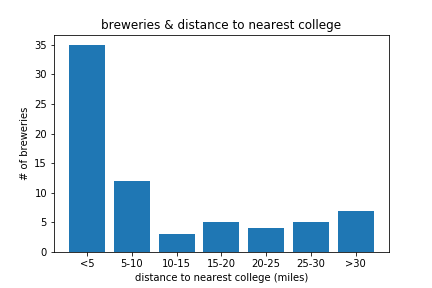 breweries & distance to nearest college
35
30
25
20
15
10
5
0
# of breweries
<5 5-10 10-15 15-20 20-25 25-30 >30
distance to nearest college (miles)